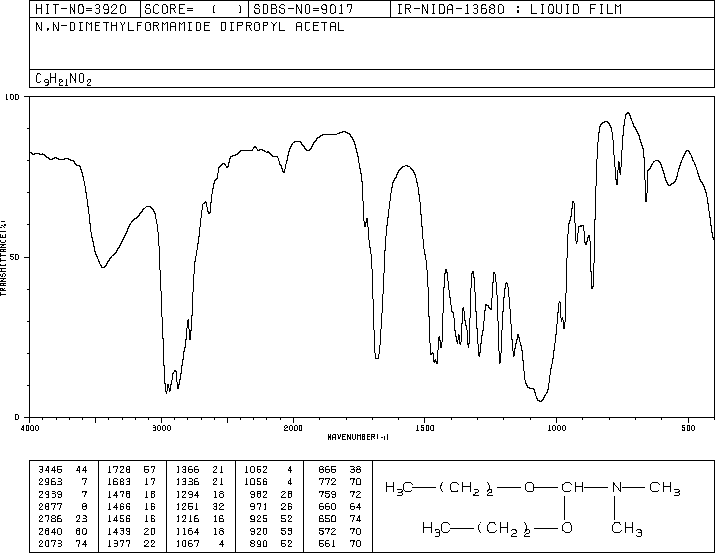 HIT-NO=3920 SCORE= ( ) SDBS-NO=9017 IR-NIDA-13680 : LIQUID FILM
N,N-DIMETHYLFORMAMIDE DIPROPYL ACETAL
C9H21NO2
100
TRANSMITTANCE(%)
50
0
4000 3000 2000 1500 1000 500
WAVENUMBER(-1)
3445 44 1728 57 1366 21 1062 4 866 38
2963 7 1683 17 1336 21 1056 4 772 70
2939 7 1478 16 1294 18 982 28 759 72
2877 8 1466 16 1251 32 971 26 660 64
2786 23 1456 16 1216 16 925 52 650 74
2640 60 1439 20 1164 18 920 59 572 70
2073 74 1377 22 1067 4 890 52 561 70
H3C (CH2)2 O CH N CH3
H3C (CH2)2 O CH3